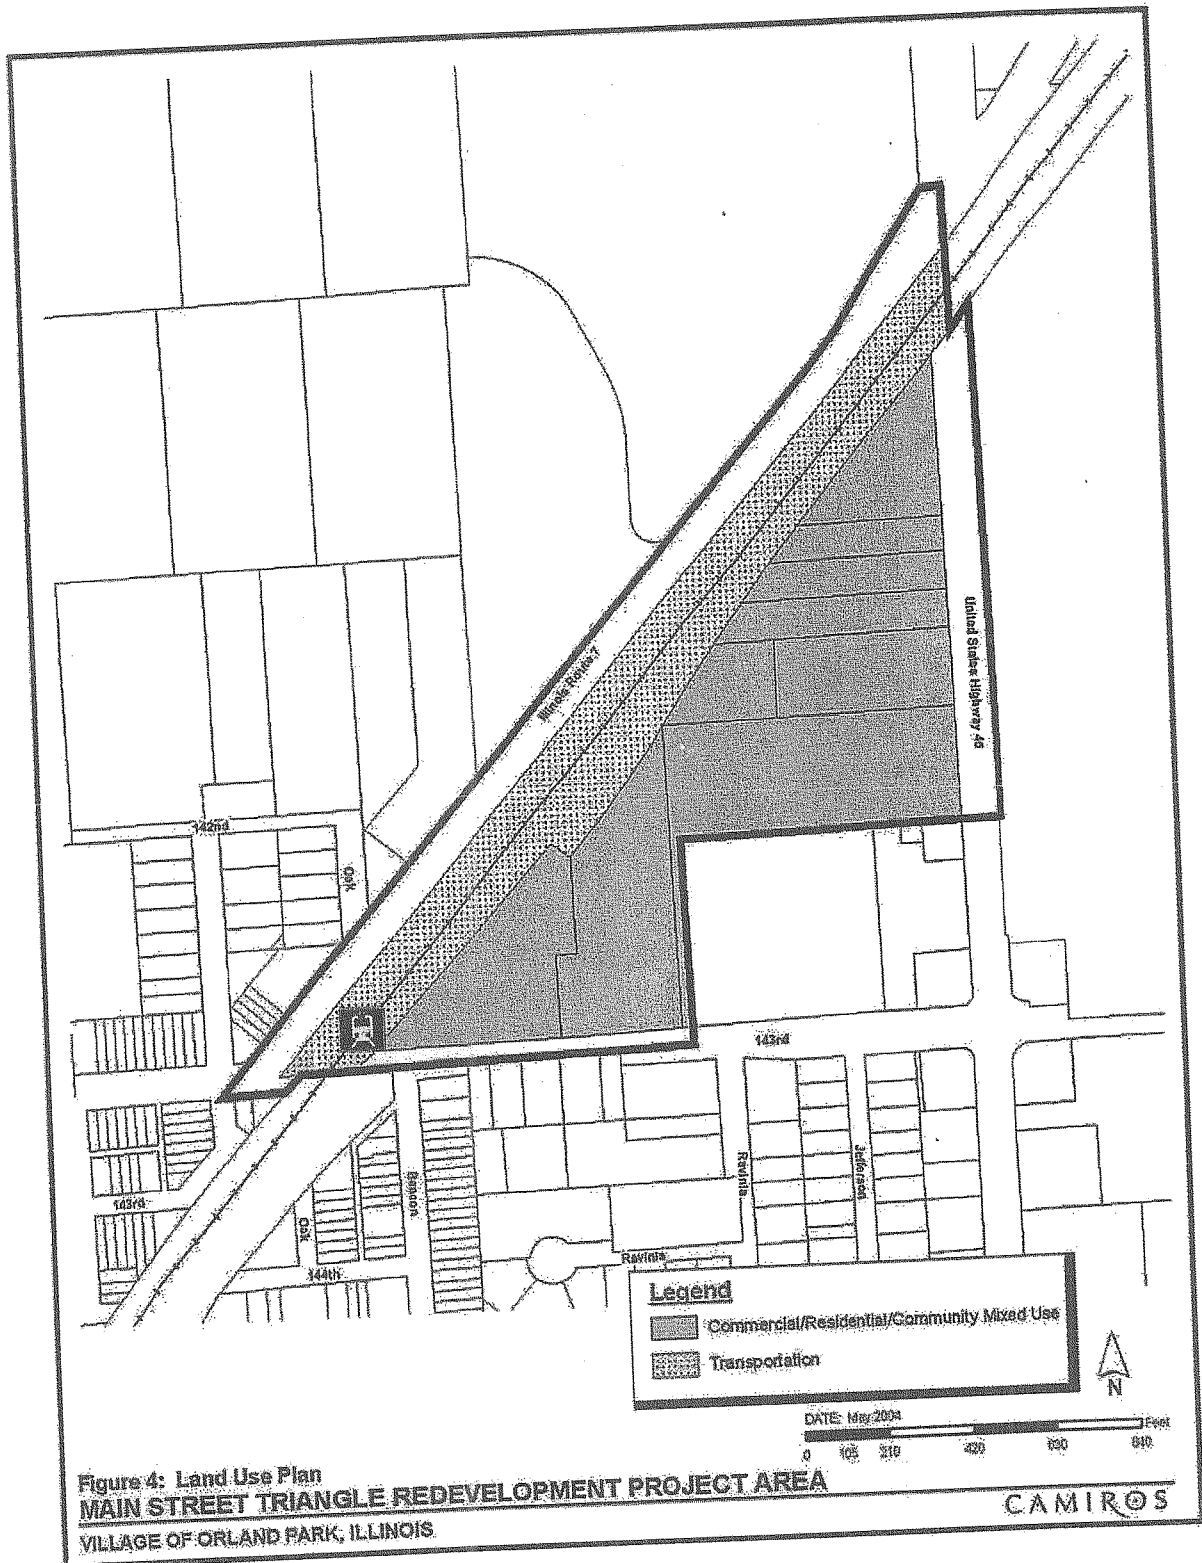 Illinois Route 7
United States Highway 45
142nd
Oak
143rd
143rd
Ravinia
Jefferson
Beacon
Oak
144th
Ravinia
Legend
Commercial/Residential/Community Mixed Use
Transportation
N
DATE: May 2004
Feet
0 105 210 420 630 840
Figure 4: Land Use Plan
MAIN STREET TRIANGLE REDEVELOPMENT PROJECT AREA
VILLAGE OF ORLAND PARK, ILLINOIS
CAMIROS